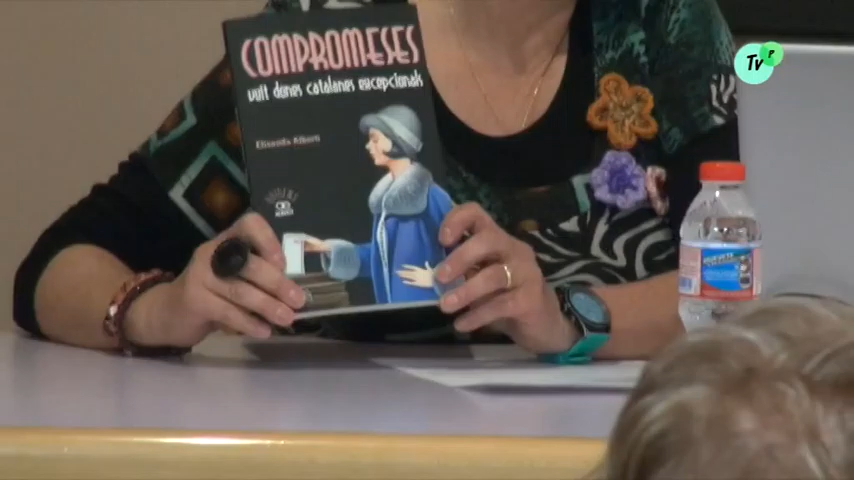 COMPROMESES
vuit dones catalanes excepcionals
Elisenda Albertí
Tv P